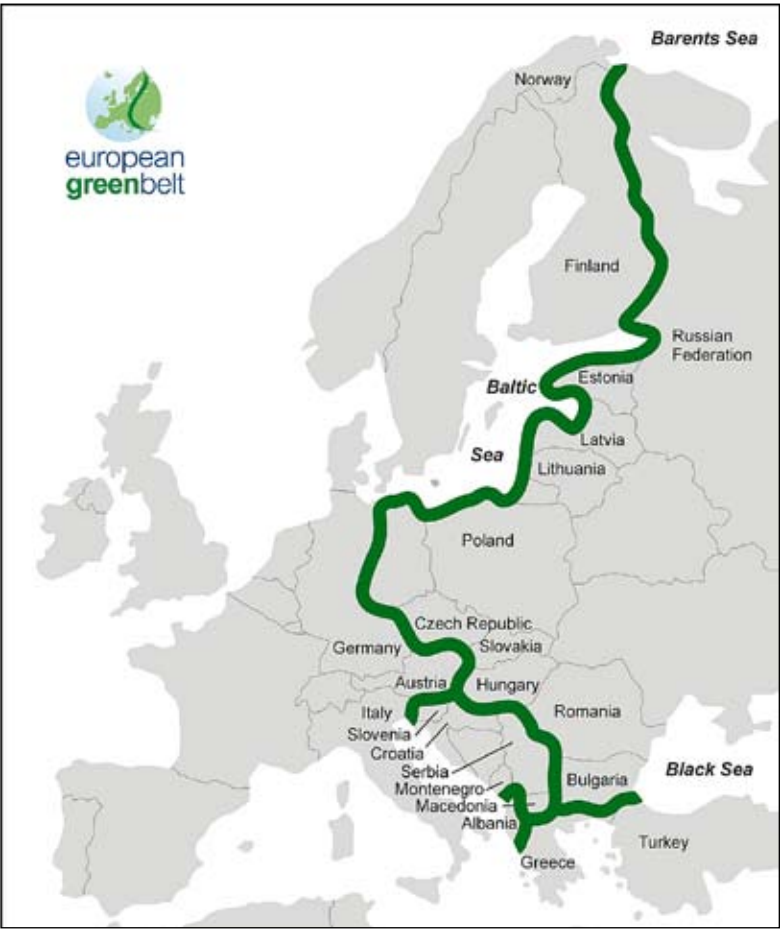 Barents Sea
Norway
european
greenbelt
Finland
Russian
Federation
Baltic
Estonia
Sea
Latvia
Lithuania
Poland
Czech Republic
Germany
Slovakia
Austria
Hungary
Italy
Romania
Slovenia
Croatia
Serbia
Black Sea
Montenegro
Bulgaria
Macedonia
Albania
Turkey
Greece